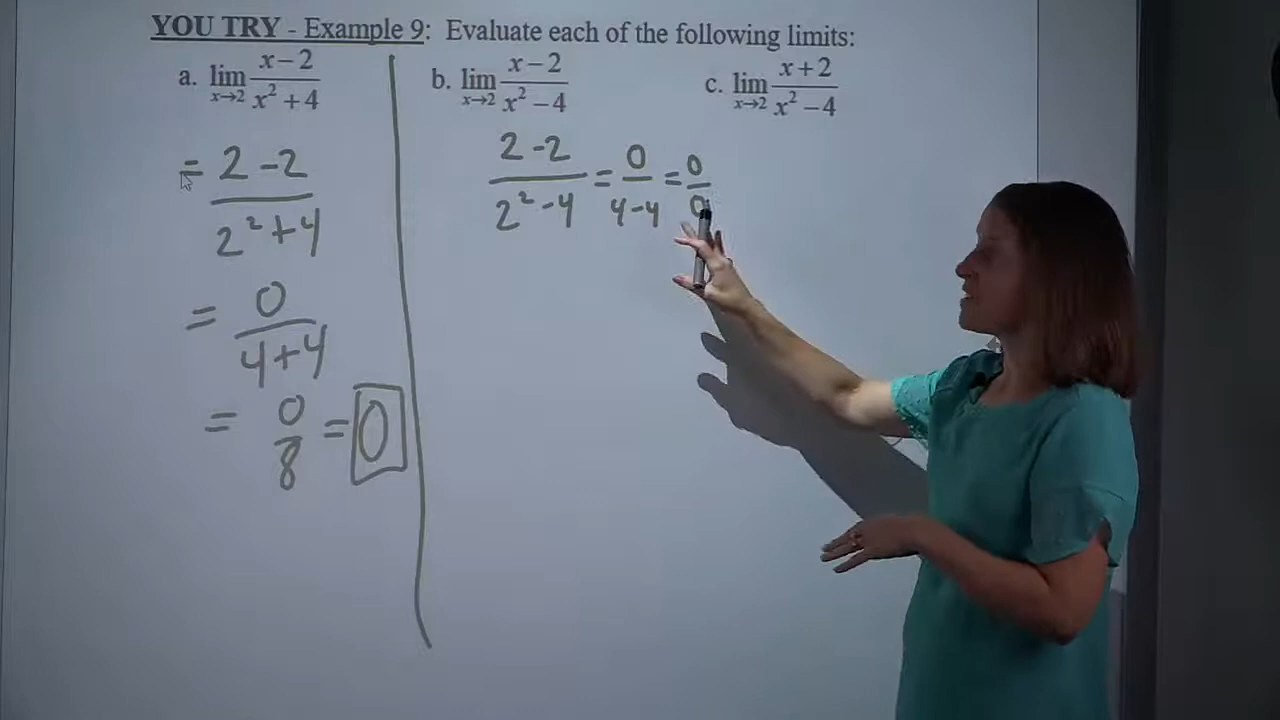 YOU TRY - Example 9: Evaluate each of the following limits:
a. lim x→2 (x − 2)/(x² + 4)
b. lim x→2 (x − 2)/(x² − 4)
c. lim x→2 (x + 2)/(x² − 4)
= (2 - 2)/(2² + 4)
= 0/(4 + 4)
= 0/8 = 0
(2 - 2)/(2² - 4) = 0/(4 - 4) = 0/0